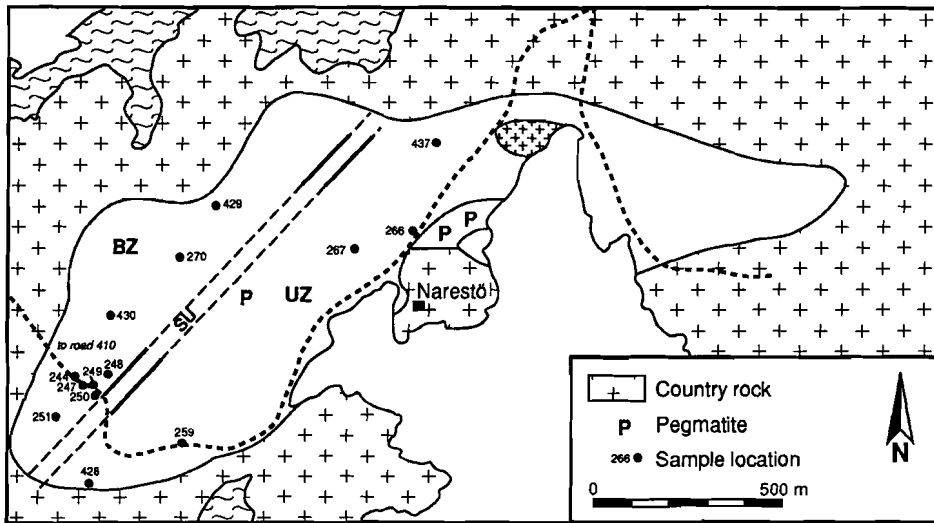 437
429
266
P
P
BZ
270
267
P
UZ
Narestö
SU
430
to road 410
244
249
248
247
250
251
259
428
Country rock
P Pegmatite
266 Sample location
N
0 500 m